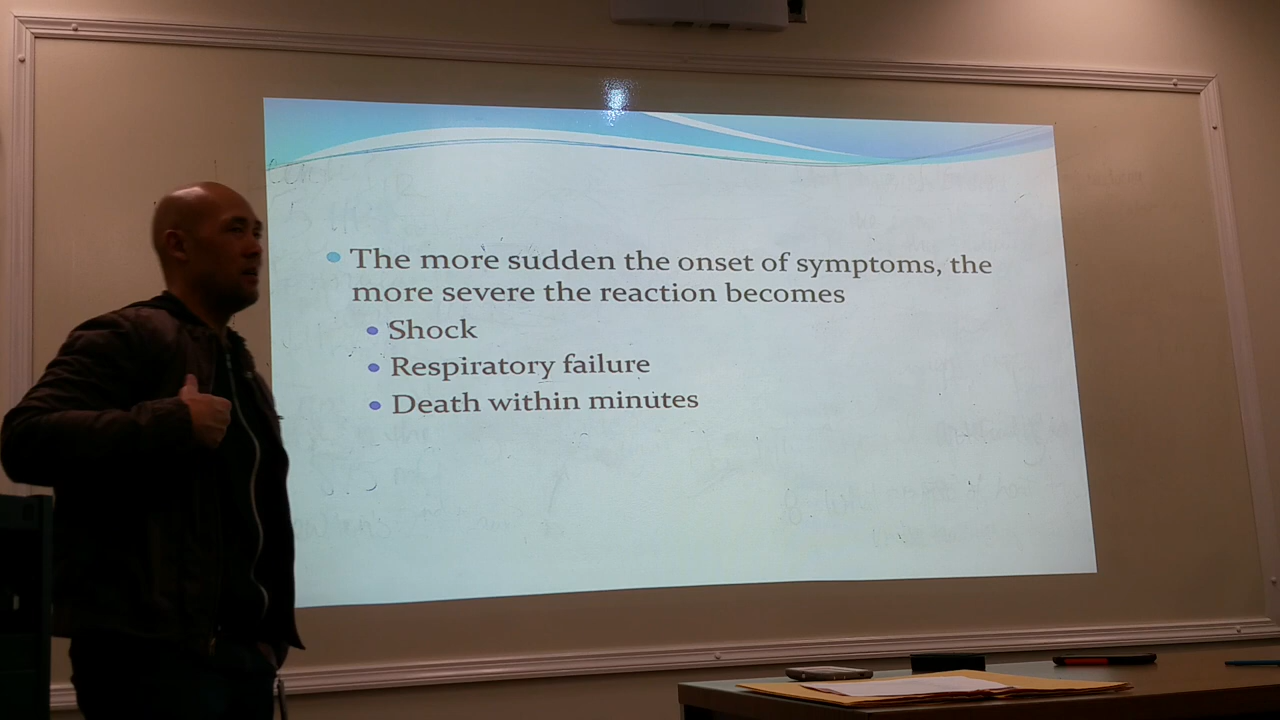 The more sudden the onset of symptoms, the
more severe the reaction becomes
Shock
Respiratory failure
Death within minutes